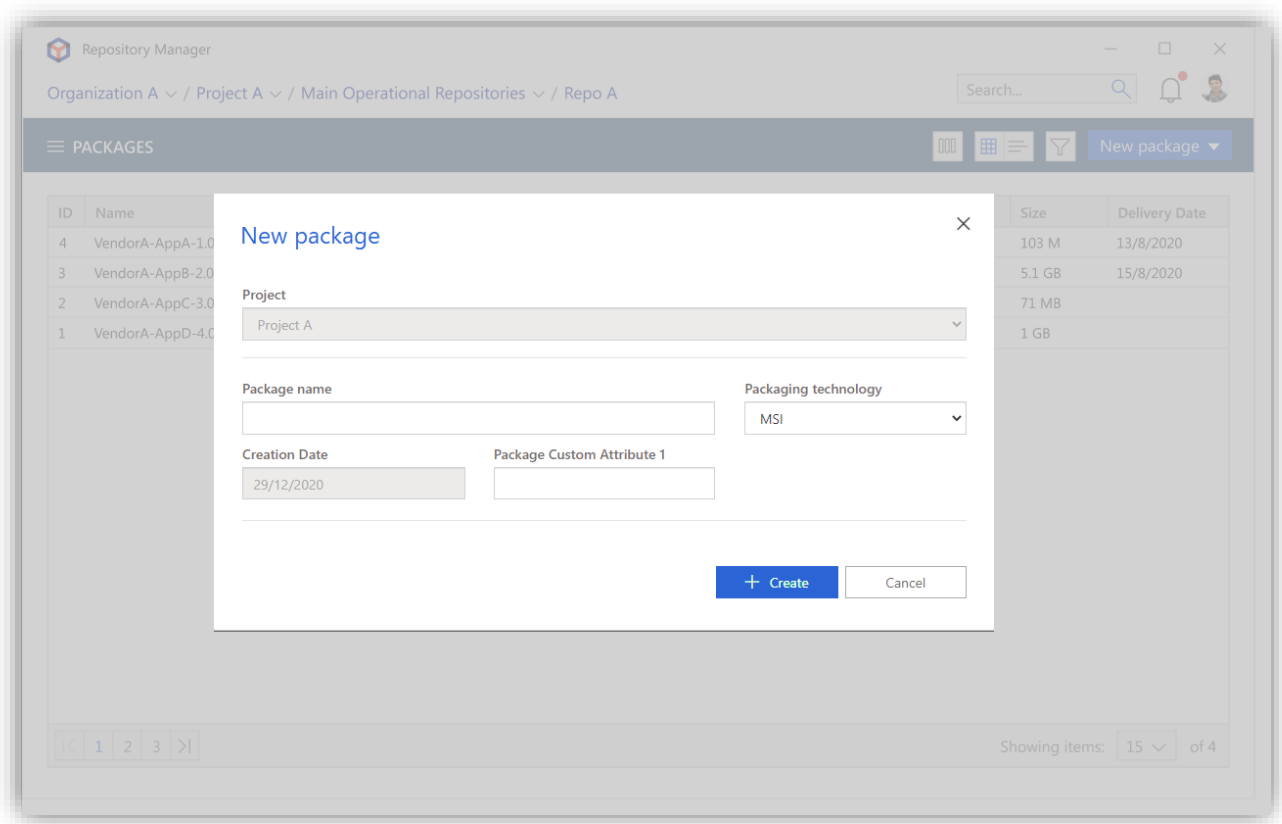 Repository Manager
Organization A / Project A / Main Operational Repositories / Repo A
Search...
PACKAGES
New package
ID Name Size Delivery Date
4 VendorA-AppA-1.0 103 M 13/8/2020
3 VendorA-AppB-2.0 5.1 GB 15/8/2020
2 VendorA-AppC-3.0 71 MB
1 VendorA-AppD-4.0 1 GB
New package
Project
Project A
Package name Packaging technology
MSI
Creation Date Package Custom Attribute 1
29/12/2020
Create Cancel
1 2 3 Showing items: 15 of 4